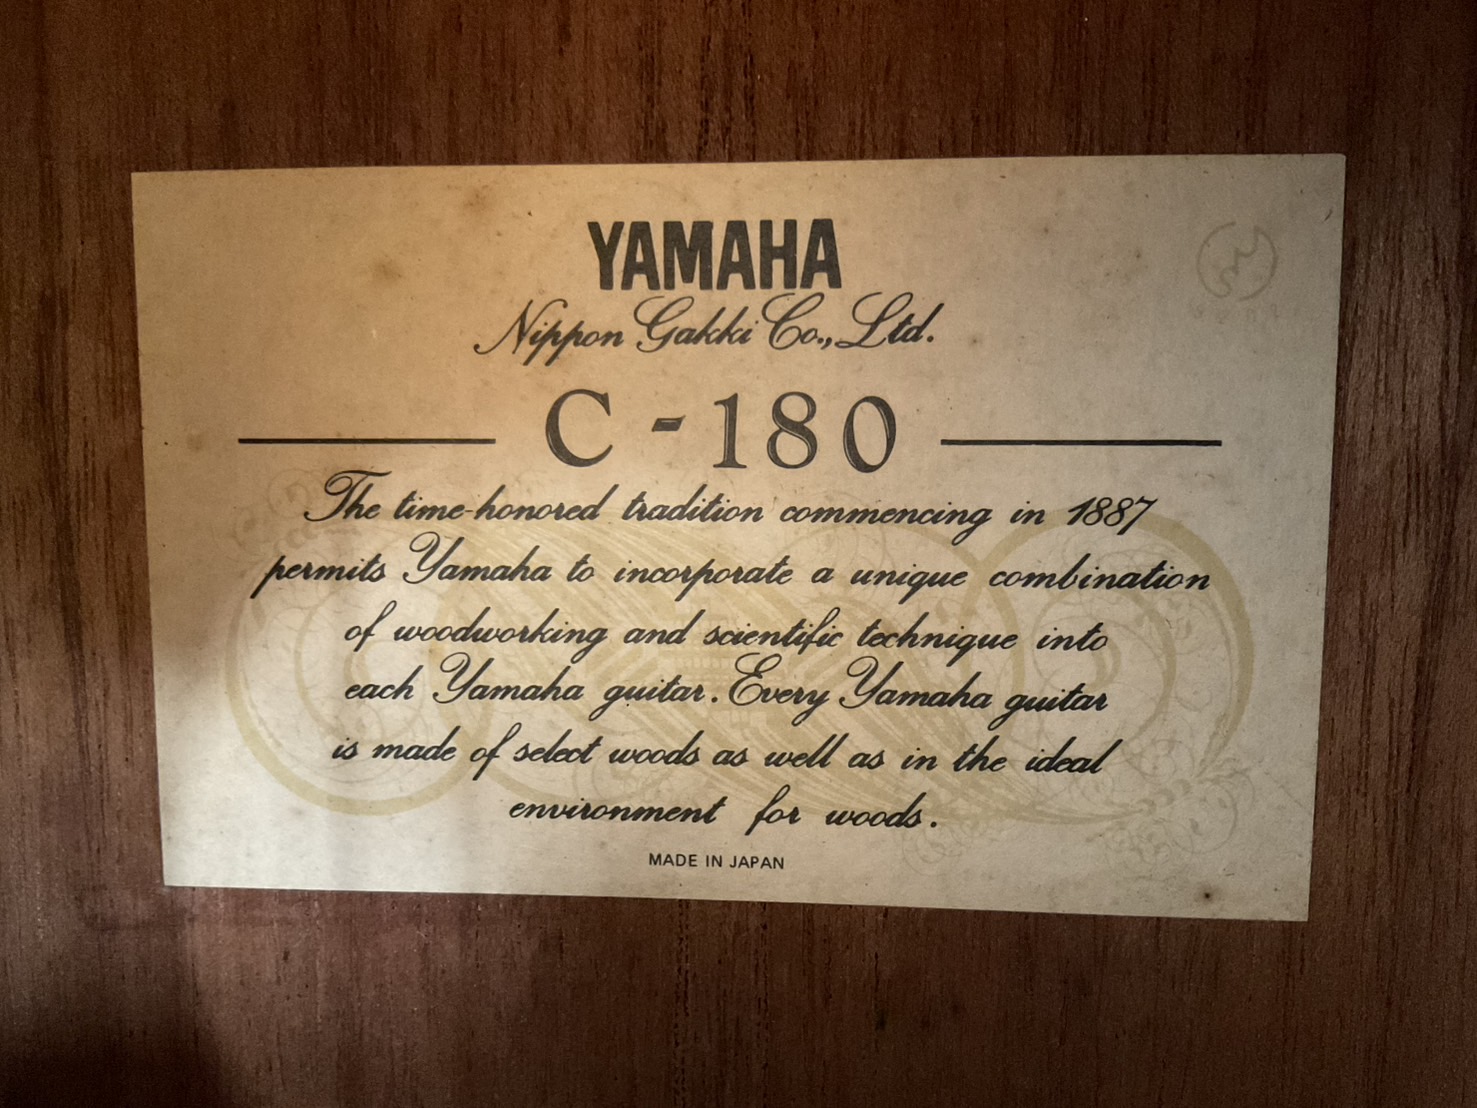 YAMAHA
Nippon Gakki Co., Ltd.
C-180
The time-honored tradition commencing in 1887
permits Yamaha to incorporate a unique combination
of woodworking and scientific technique into
each Yamaha guitar. Every Yamaha guitar
is made of select woods as well as in the ideal
environment for woods.
MADE IN JAPAN